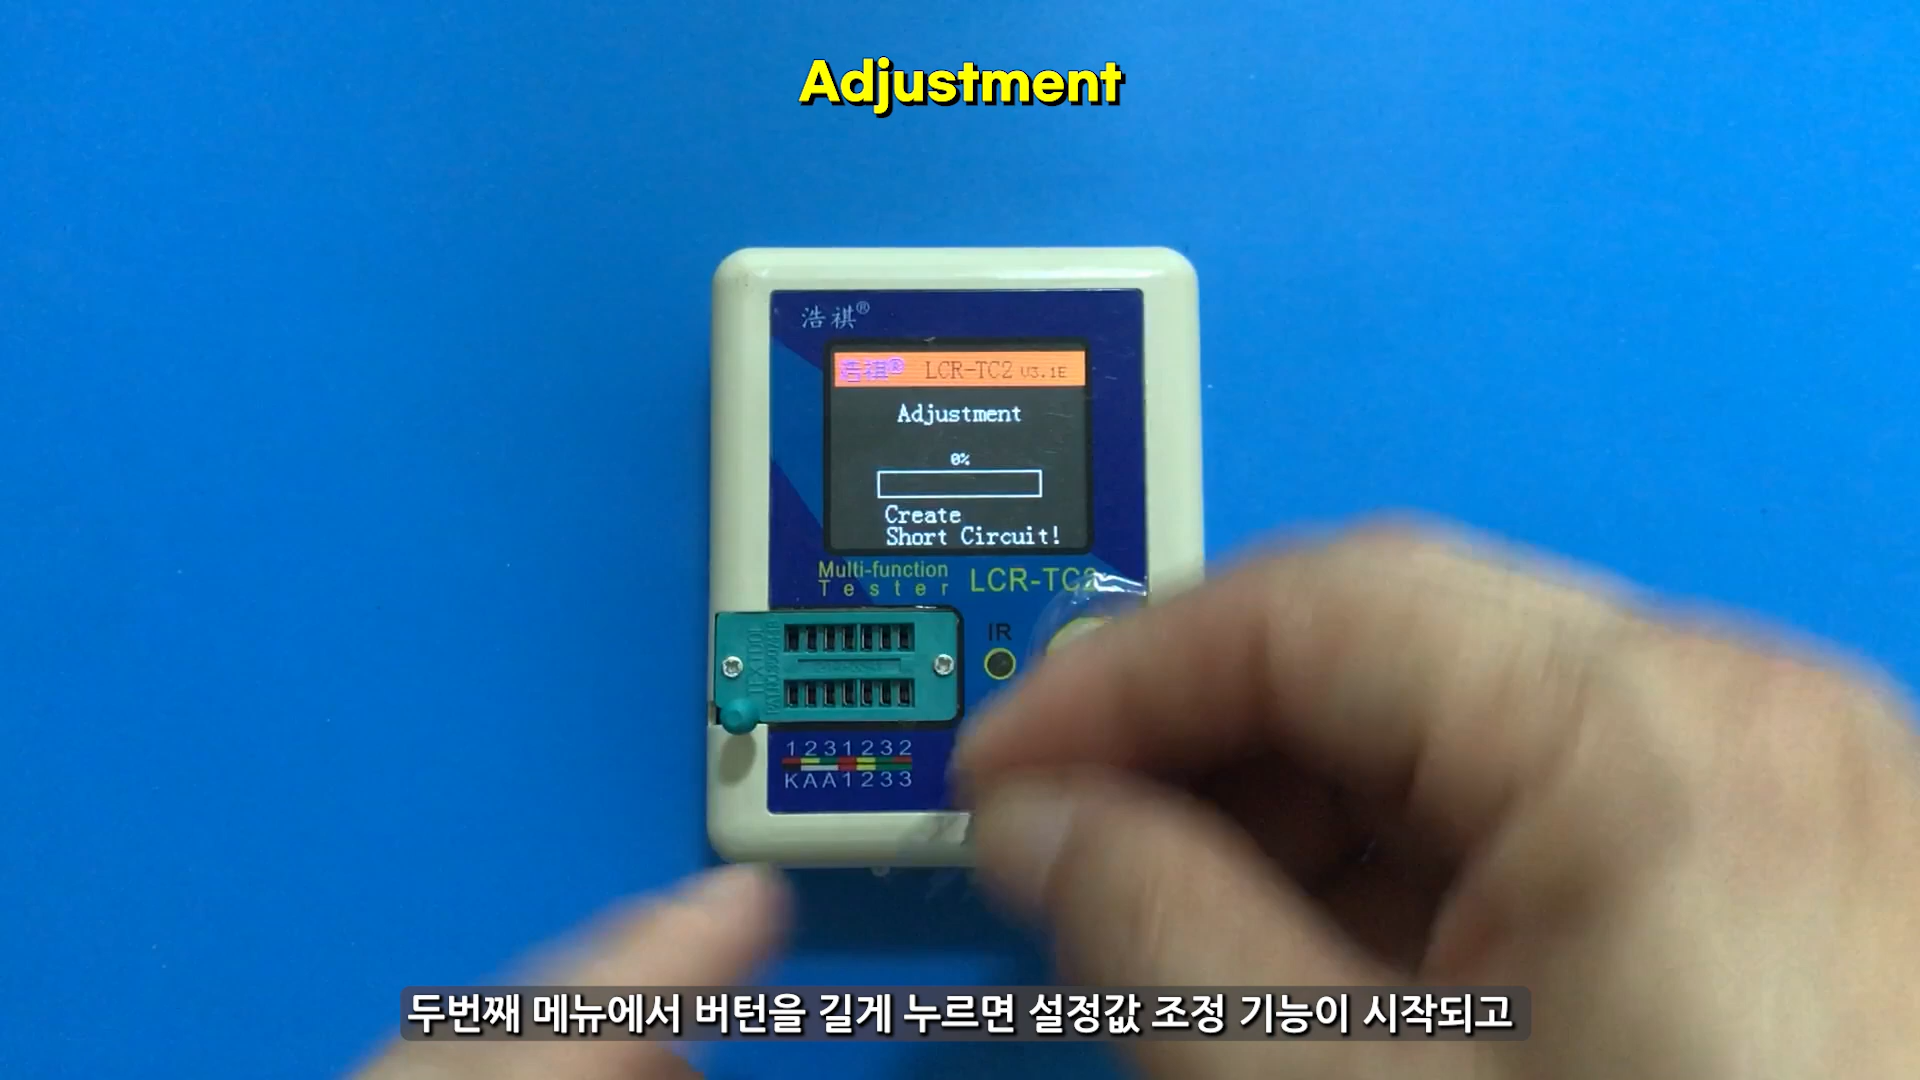 Adjustment
浩祺®
浩祺® LCR-TC2 V3.1E
Adjustment
0%
Create
Short Circuit!
Multi-function
Tester
LCR-TC2
IR
1231232
KAA1233
두번째 메뉴에서 버턴을 길게 누르면 설정값 조정 기능이 시작되고